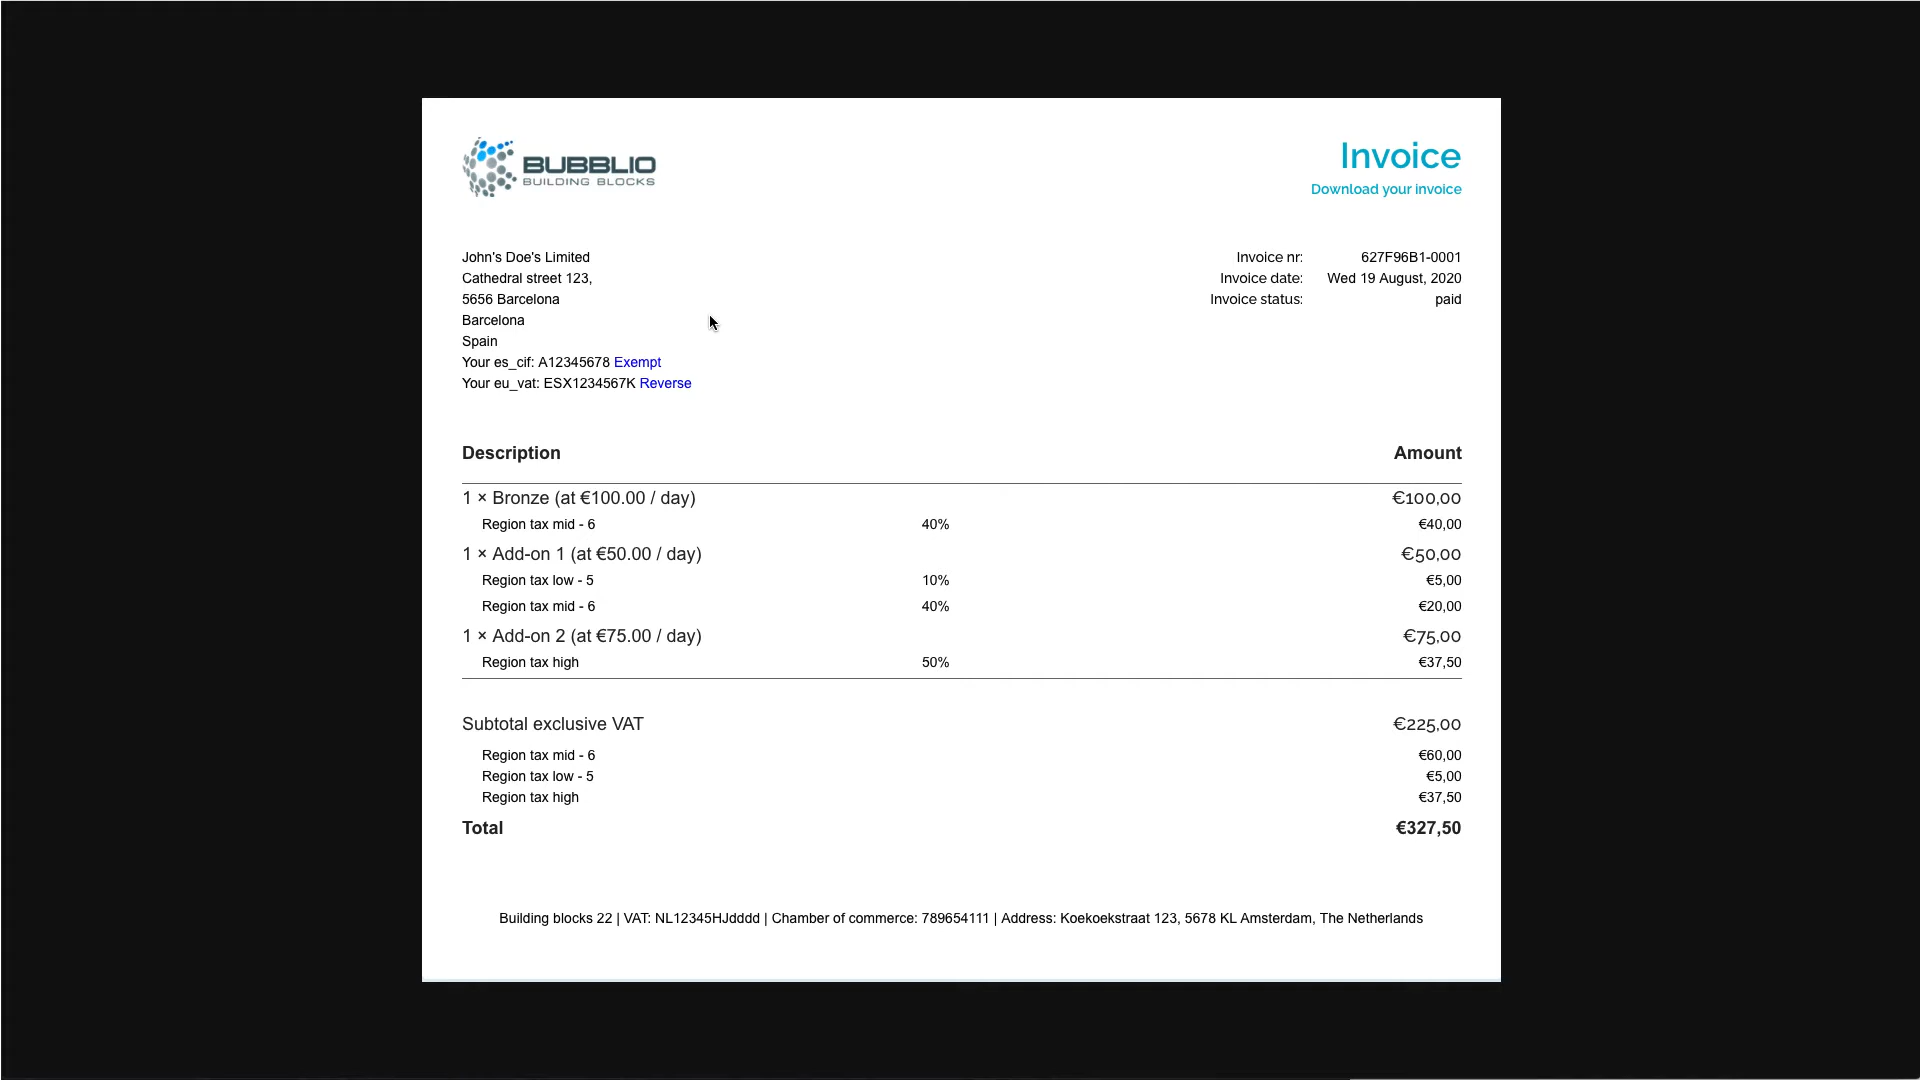 BUBBLIO
BUILDING BLOCKS
Invoice
Download your invoice
John's Doe's Limited
Cathedral street 123,
5656 Barcelona
Barcelona
Spain
Your es_cif: A12345678 Exempt
Your eu_vat: ESX1234567K Reverse
Invoice nr: 627F96B1-0001
Invoice date: Wed 19 August, 2020
Invoice status: paid
Description Amount
1 × Bronze (at €100.00 / day) €100,00
Region tax mid - 6 40% €40,00
1 × Add-on 1 (at €50.00 / day) €50,00
Region tax low - 5 10% €5,00
Region tax mid - 6 40% €20,00
1 × Add-on 2 (at €75.00 / day) €75,00
Region tax high 50% €37,50
Subtotal exclusive VAT €225,00
Region tax mid - 6 €60,00
Region tax low - 5 €5,00
Region tax high €37,50
Total €327,50
Building blocks 22 | VAT: NL12345HJdddd | Chamber of commerce: 789654111 | Address: Koekoekstraat 123, 5678 KL Amsterdam, The Netherlands